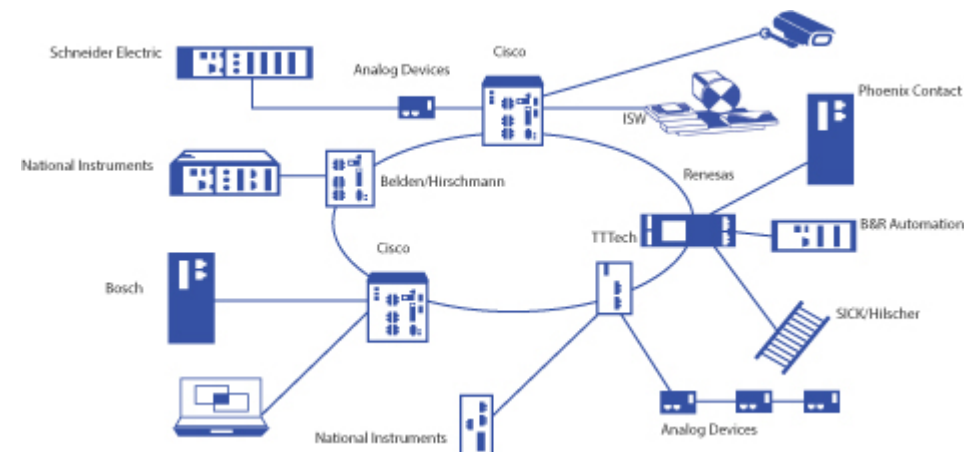 Schneider Electric
Analog Devices
Cisco
ISW
Phoenix Contact
National Instruments
Belden/Hirschmann
Renesas
TTTech
B&R Automation
Cisco
Bosch
SICK/Hilscher
National Instruments
Analog Devices